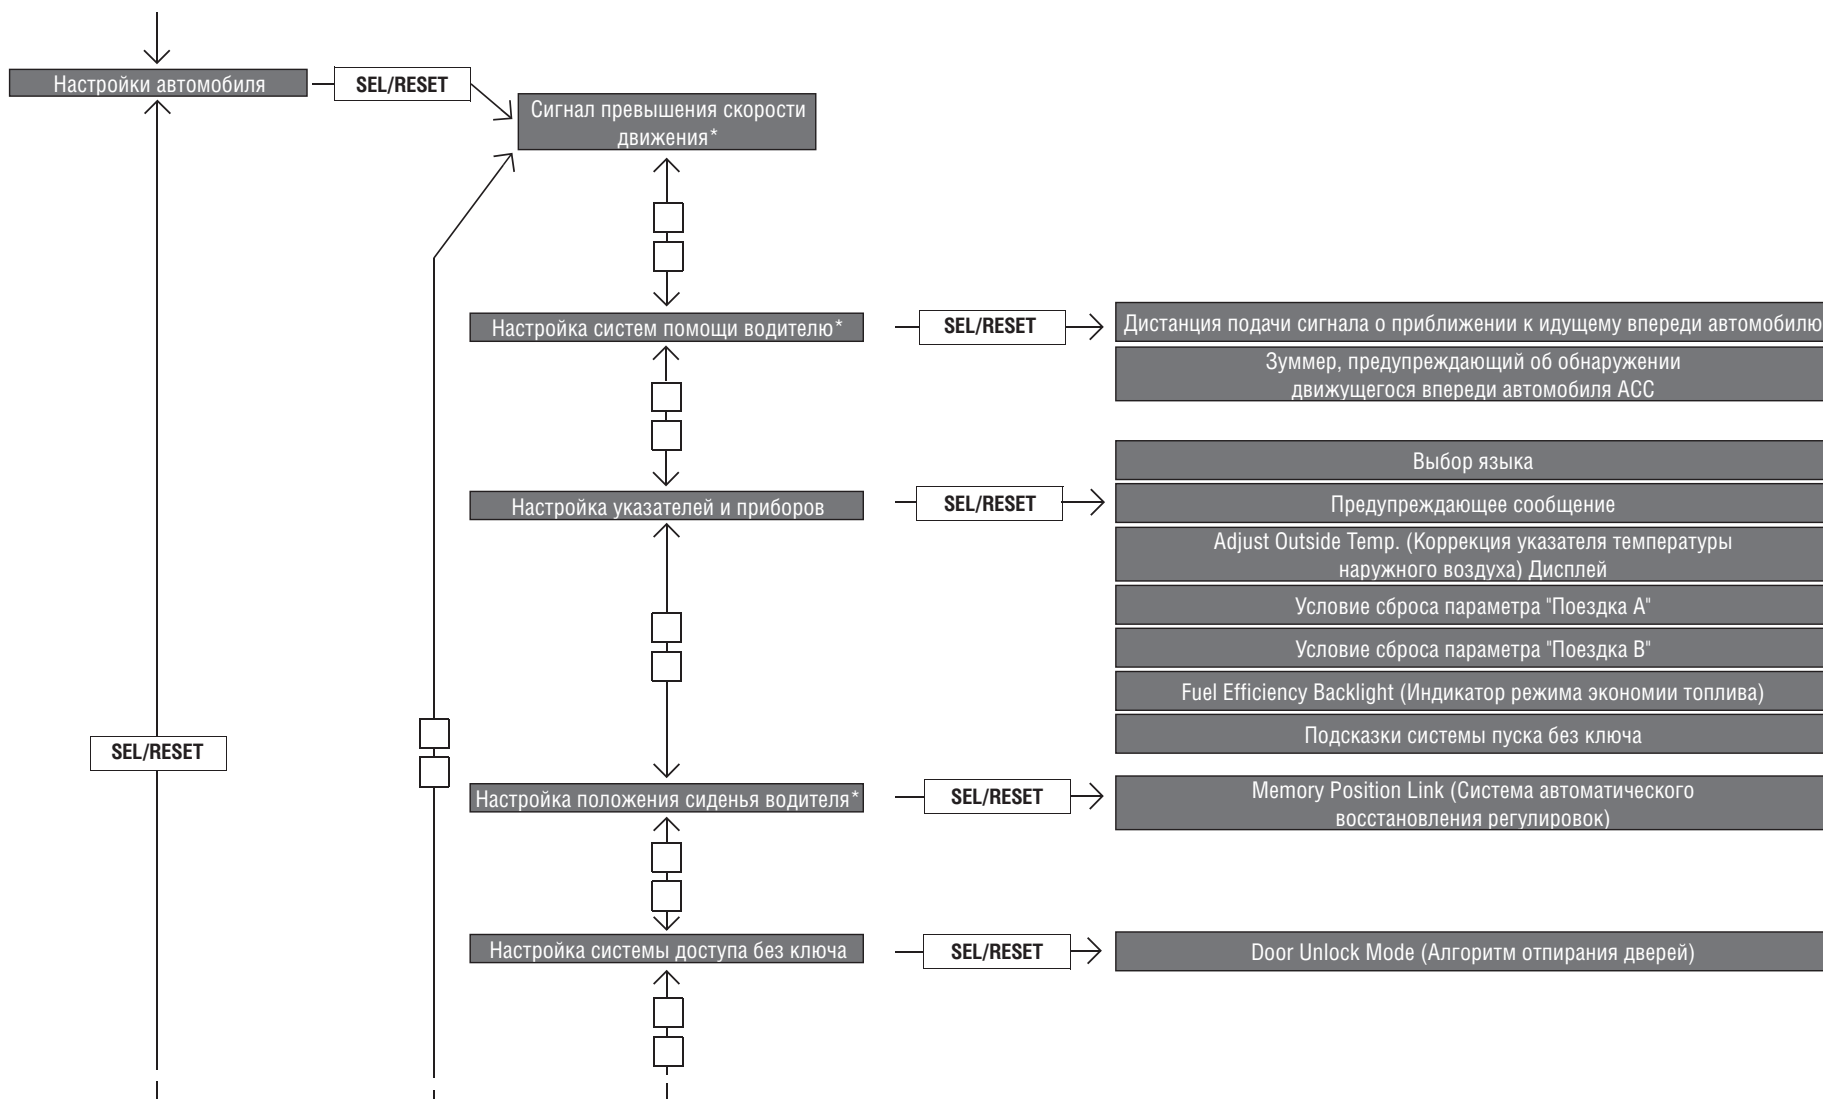 Настройки автомобиля
SEL/RESET
Сигнал превышения скорости
движения*
Настройка систем помощи водителю*
SEL/RESET
Дистанция подачи сигнала о приближении к идущему впереди автомобилю
Зуммер, предупреждающий об обнаружении
движущегося впереди автомобиля ACC
Выбор языка
Настройка указателей и приборов
SEL/RESET
Предупреждающее сообщение
Adjust Outside Temp. (Коррекция указателя температуры
наружного воздуха) Дисплей
Условие сброса параметра "Поездка А"
Условие сброса параметра "Поездка В"
Fuel Efficiency Backlight (Индикатор режима экономии топлива)
Подсказки системы пуска без ключа
SEL/RESET
Настройка положения сиденья водителя*
SEL/RESET
Memory Position Link (Система автоматического
восстановления регулировок)
Настройка системы доступа без ключа
SEL/RESET
Door Unlock Mode (Алгоритм отпирания дверей)